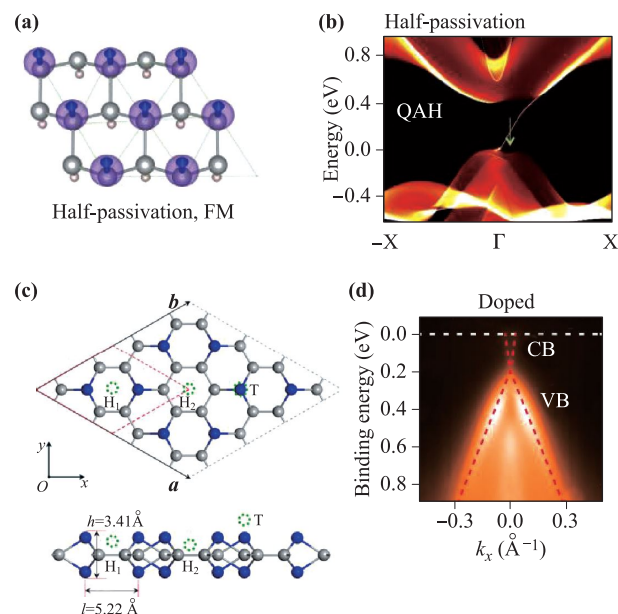 (a)
Half-passivation, FM
(b)
Half-passivation
Energy (eV)
0.8
0.4
0.0
−0.4
QAH
−X
Γ
X
(c)
b
H1
H2
T
y
O
x
a
h=3.41Å
T
H1
H2
l=5.22 Å
(d)
Doped
Binding energy (eV)
0.0
0.2
0.4
0.6
0.8
CB
VB
−0.3
0.0
0.3
kx (Å−1)